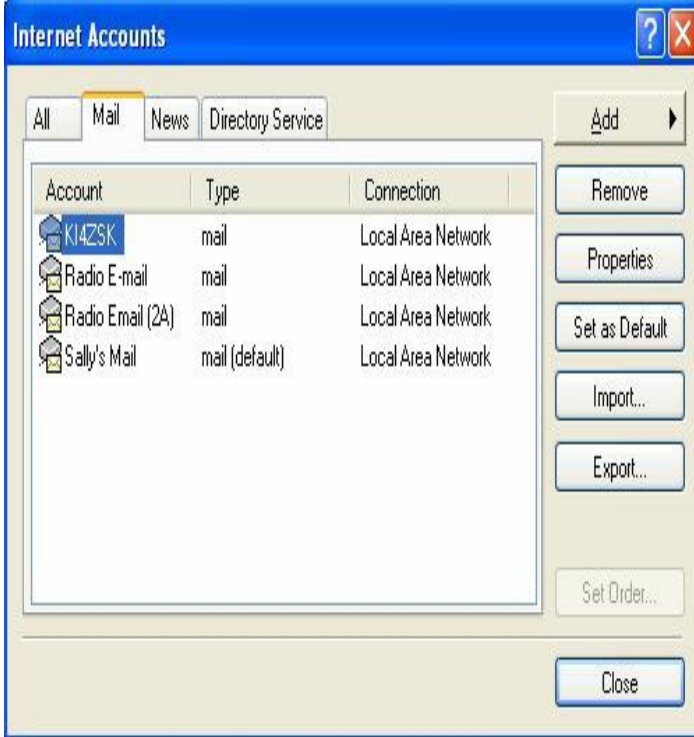 Internet Accounts
All Mail News Directory Service
Add
Account Type Connection
Remove
KI4ZSK mail Local Area Network
Radio E-mail mail Local Area Network
Properties
Radio Email (2A) mail Local Area Network
Set as Default
Sally's Mail mail (default) Local Area Network
Import...
Export...
Set Order...
Close